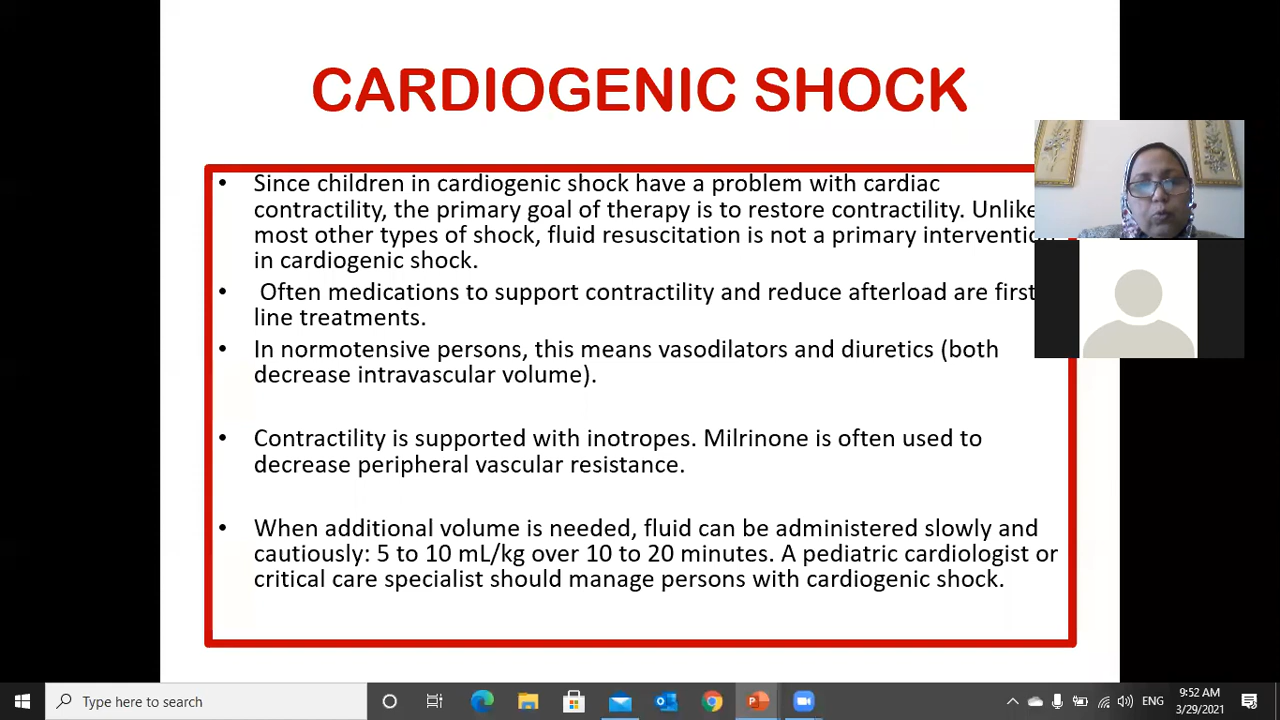 CARDIOGENIC SHOCK
• Since children in cardiogenic shock have a problem with cardiac
contractility, the primary goal of therapy is to restore contractility. Unlike
most other types of shock, fluid resuscitation is not a primary intervention
in cardiogenic shock.
• Often medications to support contractility and reduce afterload are first
line treatments.
• In normotensive persons, this means vasodilators and diuretics (both
decrease intravascular volume).
• Contractility is supported with inotropes. Milrinone is often used to
decrease peripheral vascular resistance.
• When additional volume is needed, fluid can be administered slowly and
cautiously: 5 to 10 mL/kg over 10 to 20 minutes. A pediatric cardiologist or
critical care specialist should manage persons with cardiogenic shock.
Type here to search
ENG
9:52 AM
3/29/2021